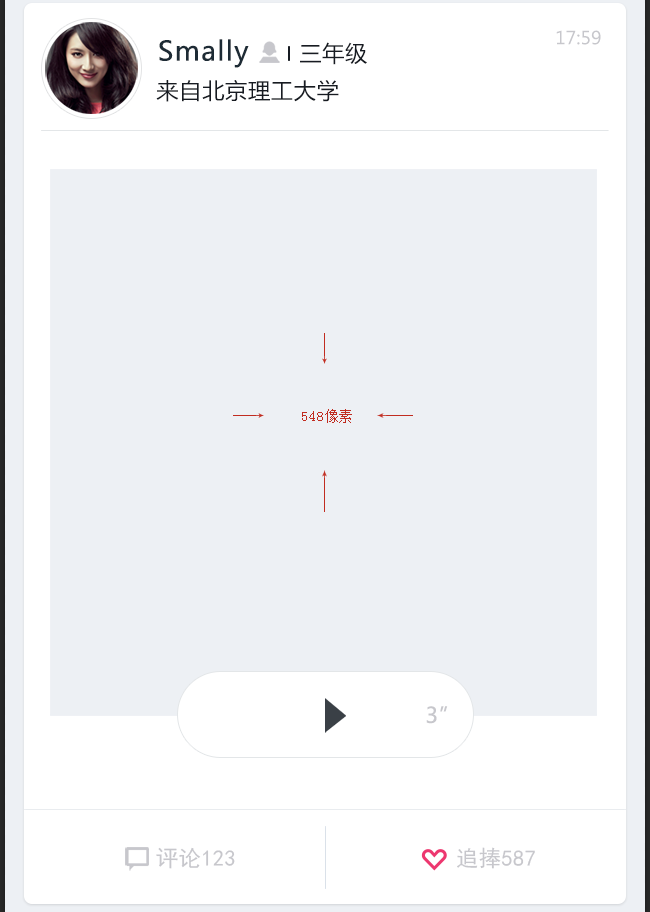 Smally | 三年级
17:59
来自北京理工大学
548像素
3"
评论123
追捧587